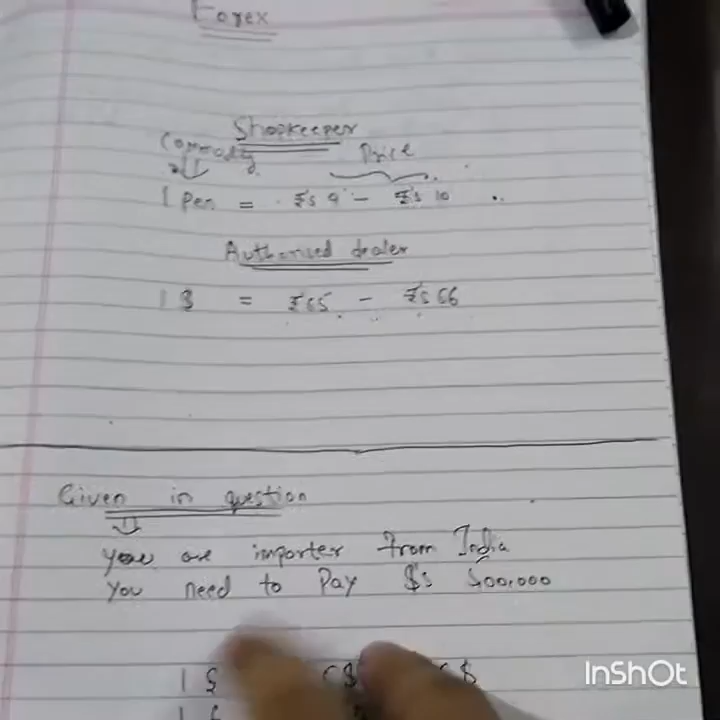 Forex
Shopkeeper
Commodity Price
1 Pen = ₹s 9 - ₹s 10
Authorised dealer
1 $ = ₹65 - ₹s 66
Given in question
you are importer from India
You need to Pay $'s 500,000
1 $ C$ C$
InShOt